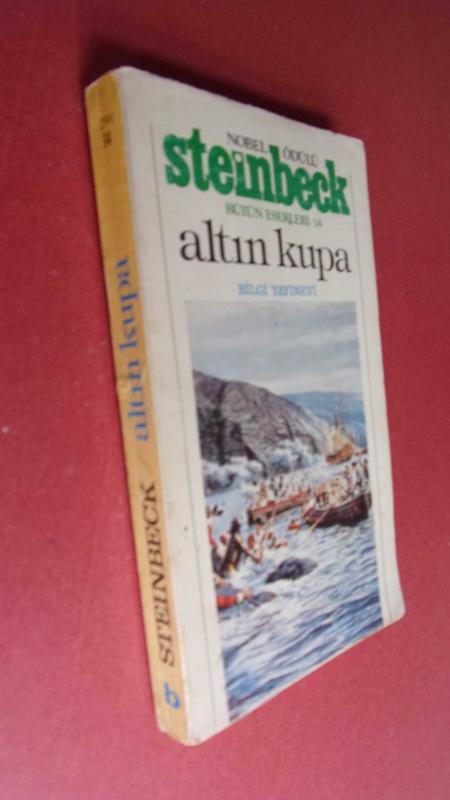 NOBEL ÖDÜLÜ
steinbeck
BÜTÜN ESERLERİ: 14
altın kupa
BİLGİ YAYINEVİ
STEINBECK / altın kupa
b